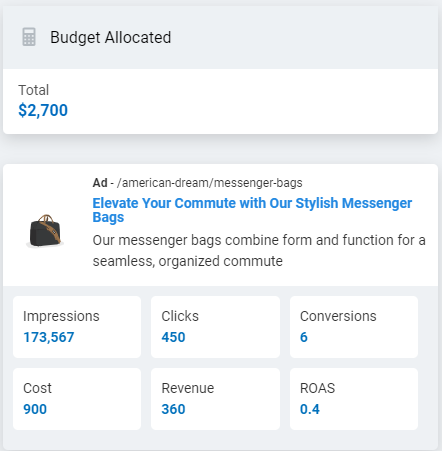 Budget Allocated
Total
$2,700
Ad - /american-dream/messenger-bags
Elevate Your Commute with Our Stylish Messenger
Bags
Our messenger bags combine form and function for a
seamless, organized commute
Impressions
173,567
Clicks
450
Conversions
6
Cost
900
Revenue
360
ROAS
0.4